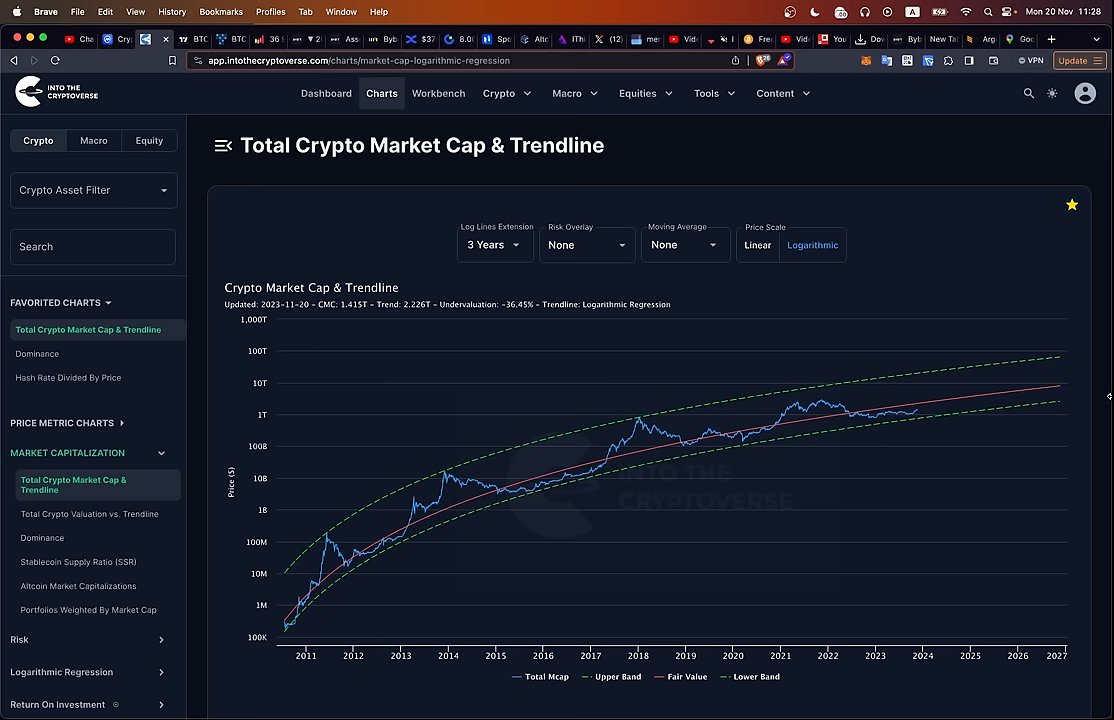 Brave File Edit View History Bookmarks Profiles Tab Window Help Mon 20 Nov 11:28
app.intothecryptoverse.com/charts/market-cap-logarithmic-regression VPN Update
INTO THE
CRYPTOVERSE
Dashboard Charts Workbench Crypto Macro Equities Tools Content
Crypto Macro Equity
Crypto Asset Filter
Search
FAVORITED CHARTS
Total Crypto Market Cap & Trendline
Dominance
Hash Rate Divided By Price
PRICE METRIC CHARTS
MARKET CAPITALIZATION
Total Crypto Market Cap &
Trendline
Total Crypto Valuation vs. Trendline
Dominance
Stablecoin Supply Ratio (SSR)
Altcoin Market Capitalizations
Portfolios Weighted By Market Cap
Risk
Logarithmic Regression
Return On Investment
Total Crypto Market Cap & Trendline
Log Lines Extension Risk Overlay Moving Average Price Scale
3 Years None None Linear Logarithmic
Crypto Market Cap & Trendline
Updated: 2023-11-20 - CMC: 1.415T - Trend: 2.226T - Undervaluation: -36.45% - Trendline: Logarithmic Regression
1,000T
100T
10T
1T
100B
10B
1B
100M
10M
1M
100K
Price ($)
INTO THE
CRYPTOVERSE
2011 2012 2013 2014 2015 2016 2017 2018 2019 2020 2021 2022 2023 2024 2025 2026 2027
Total Mcap Upper Band Fair Value Lower Band